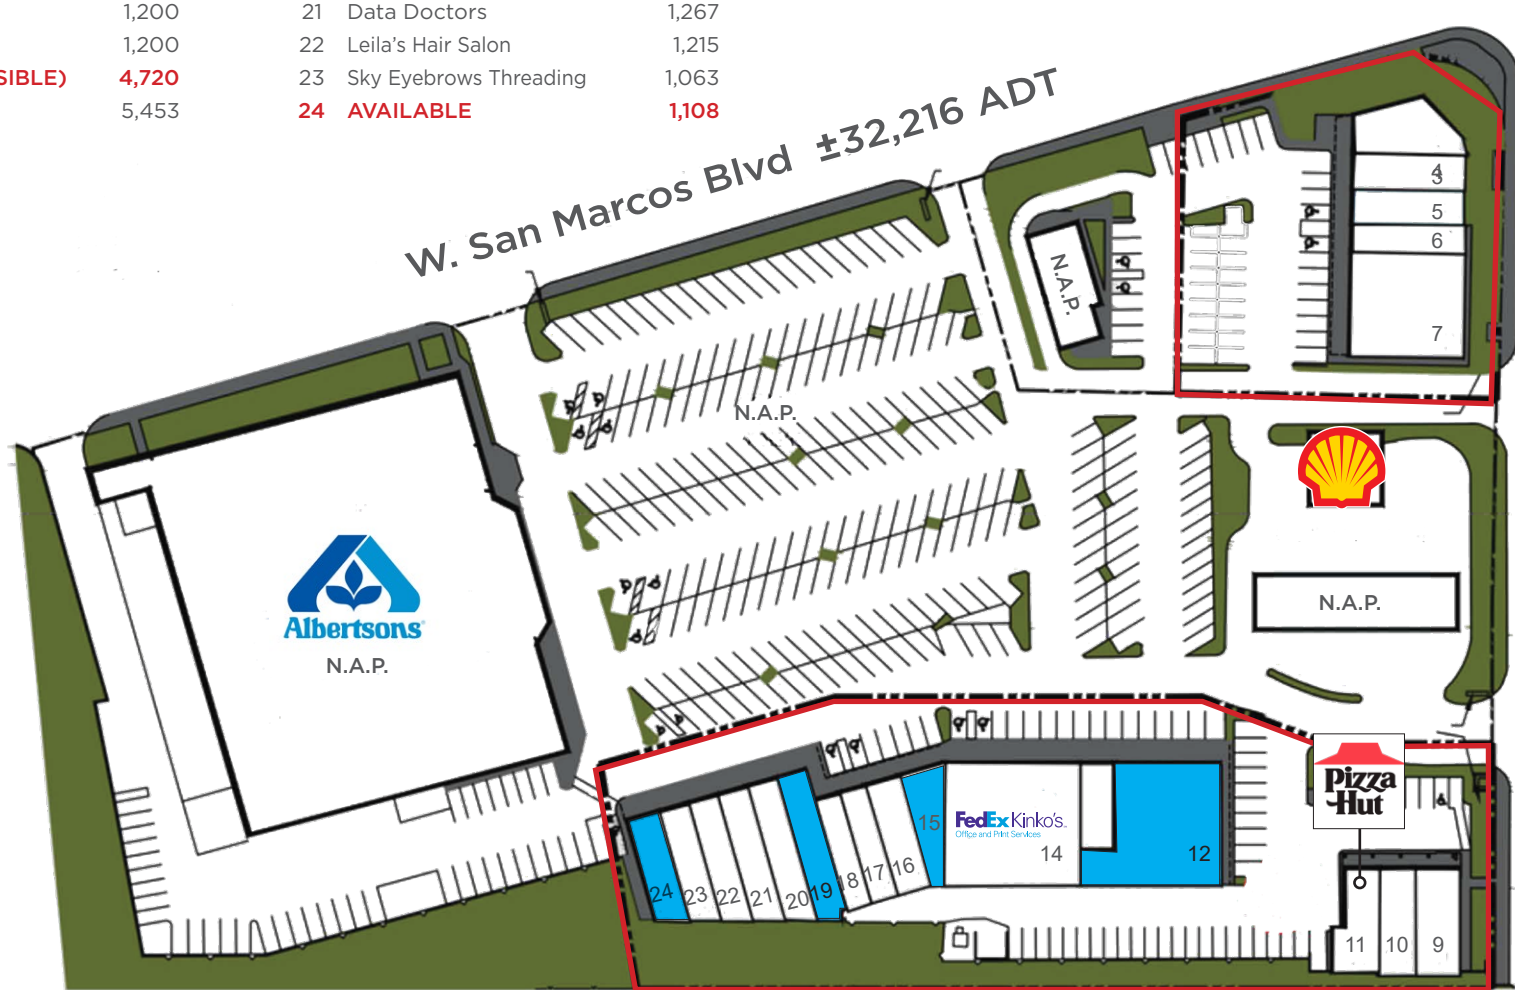 1,200 21 Data Doctors 1,267
1,200 22 Leila's Hair Salon 1,215
SIBLE) 4,720 23 Sky Eyebrows Threading 1,063
5,453 24 AVAILABLE 1,108
W. San Marcos Blvd ±32,216 ADT
4
3
5
6
7
N.A.P.
N.A.P.
Albertsons
N.A.P.
N.A.P.
Pizza
Hut
FedEx Kinko's
Office and Print Services
24 23 22 21 20 19 18 17 16 15 14 12
11 10 9